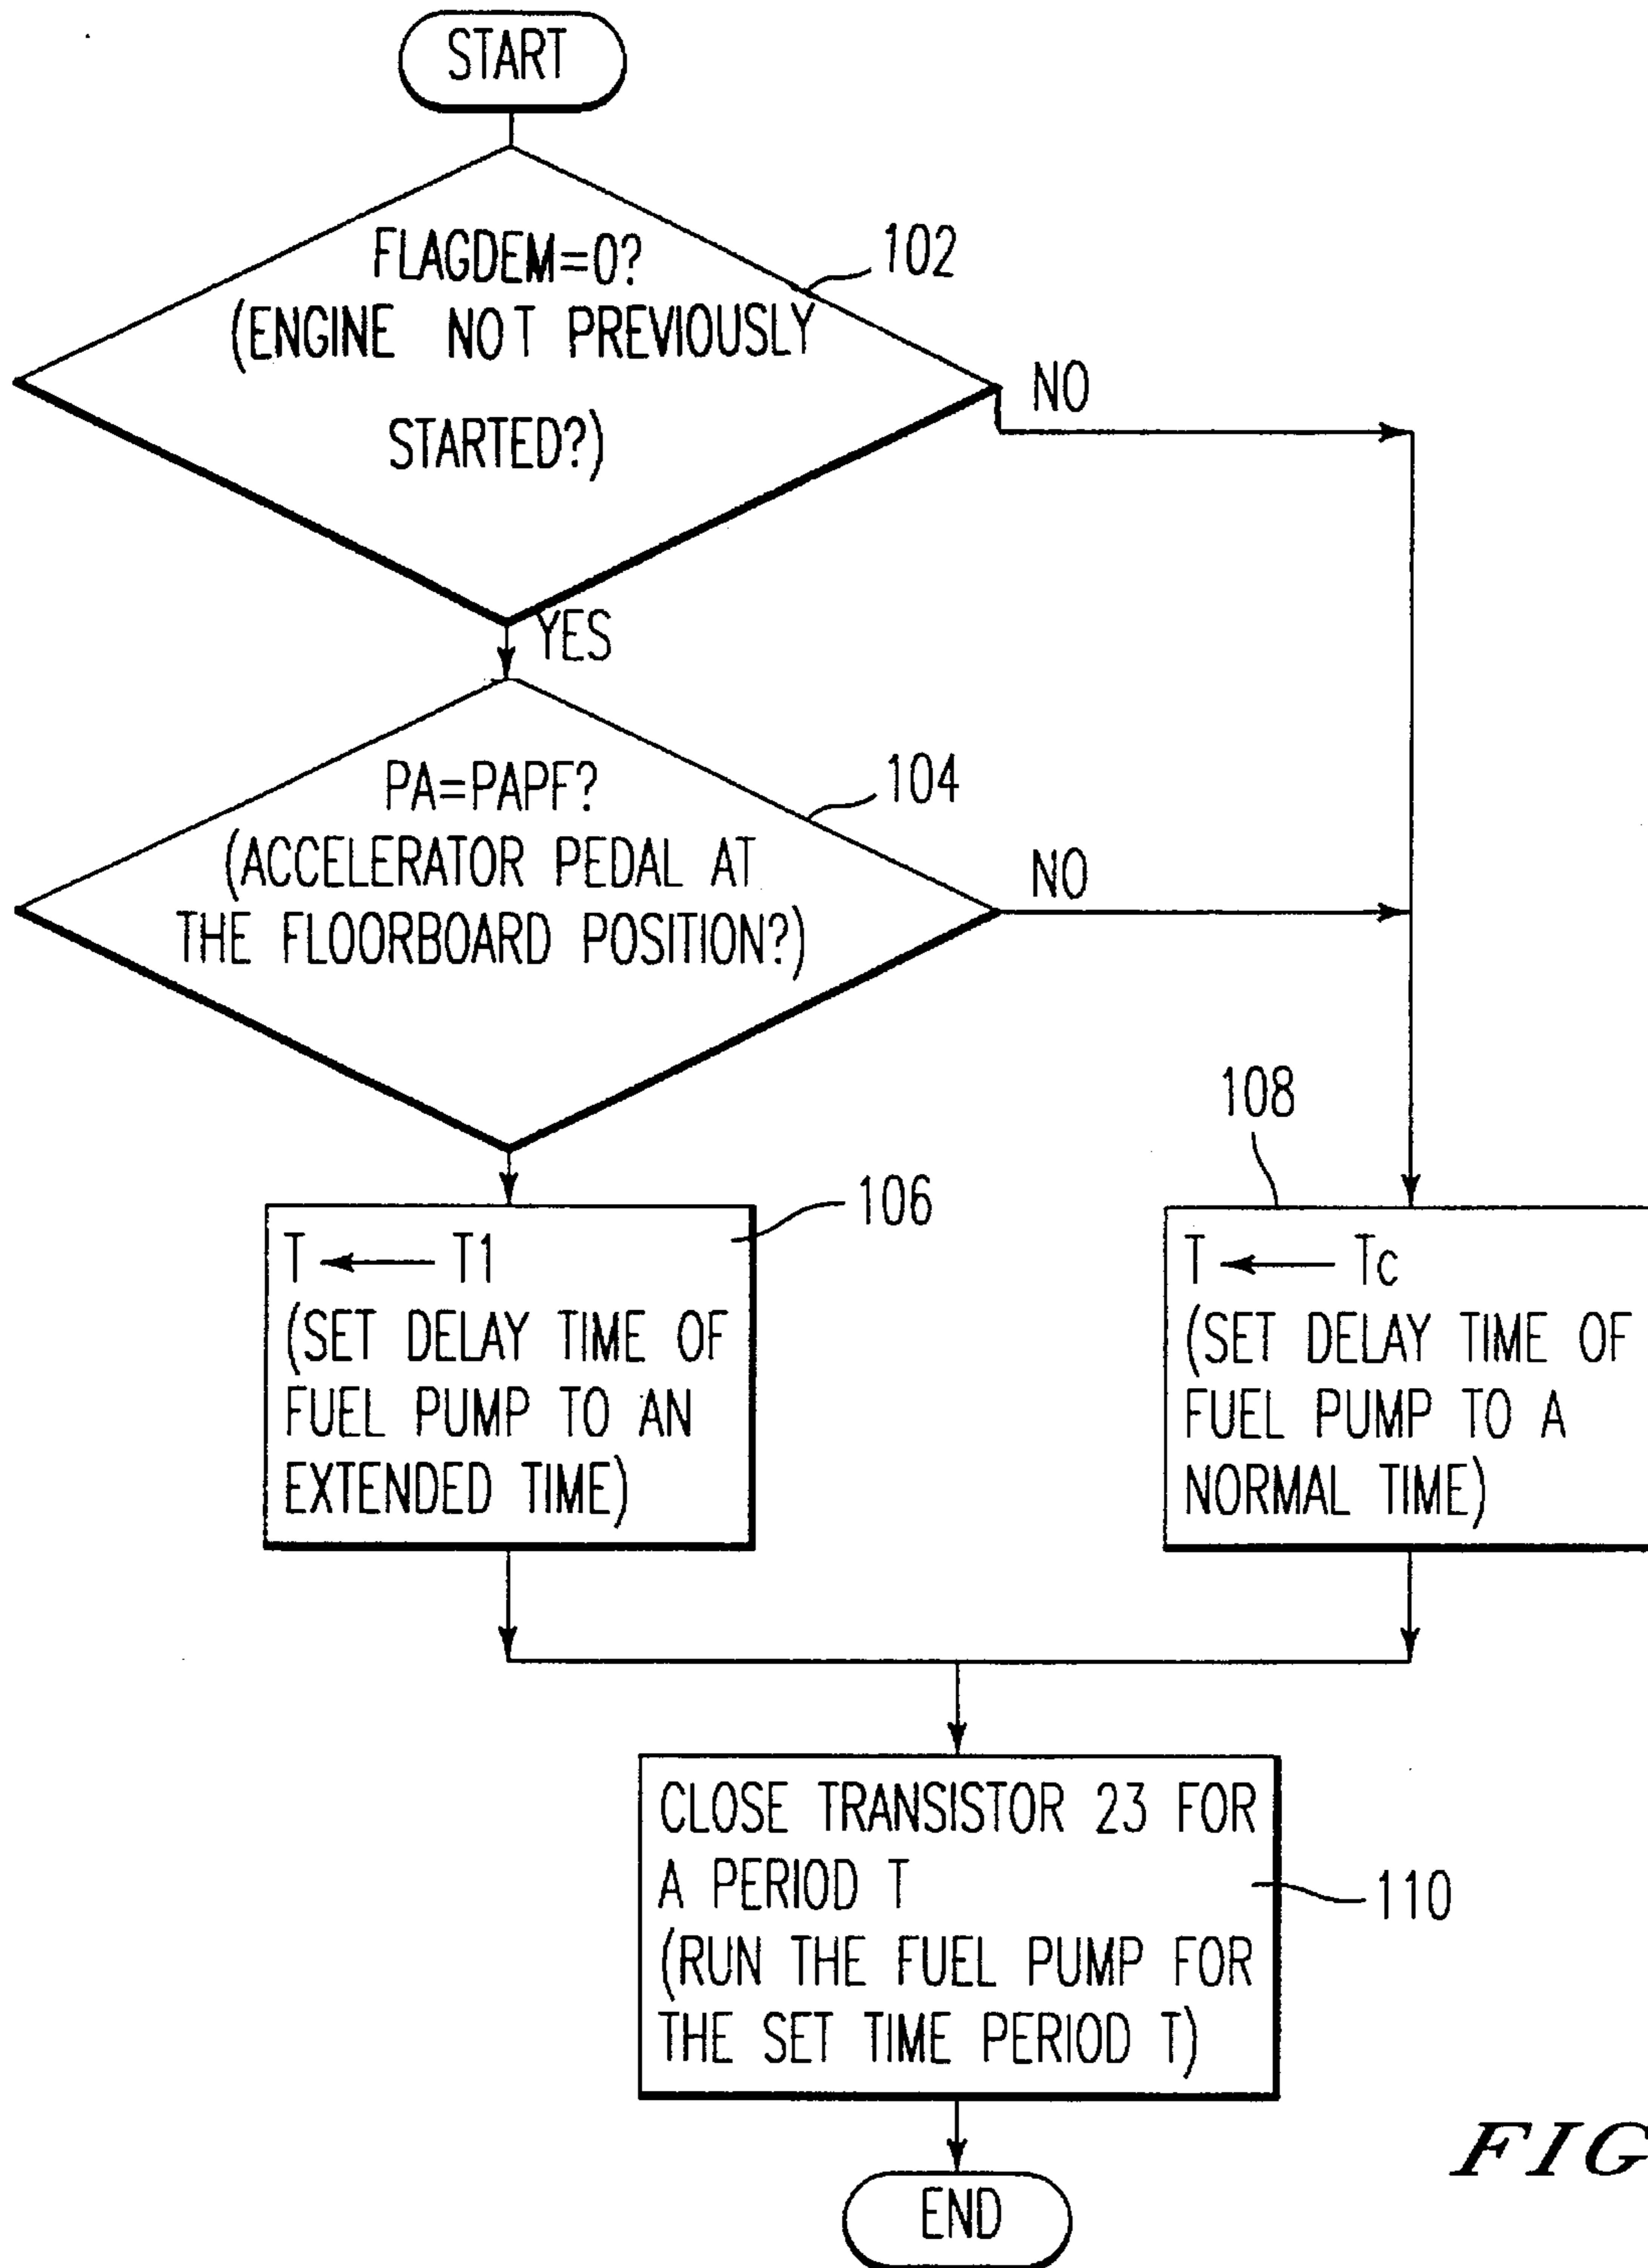 START
FLAGDEM=0?
(ENGINE NOT PREVIOUSLY
STARTED?)
102
NO
YES
PA=PAPF?
(ACCELERATOR PEDAL AT
THE FLOORBOARD POSITION?)
104
NO
106
T ← T1
(SET DELAY TIME OF
FUEL PUMP TO AN
EXTENDED TIME)
108
T ← Tc
(SET DELAY TIME OF
FUEL PUMP TO A
NORMAL TIME)
CLOSE TRANSISTOR 23 FOR
A PERIOD T
(RUN THE FUEL PUMP FOR
THE SET TIME PERIOD T)
110
END
FIG